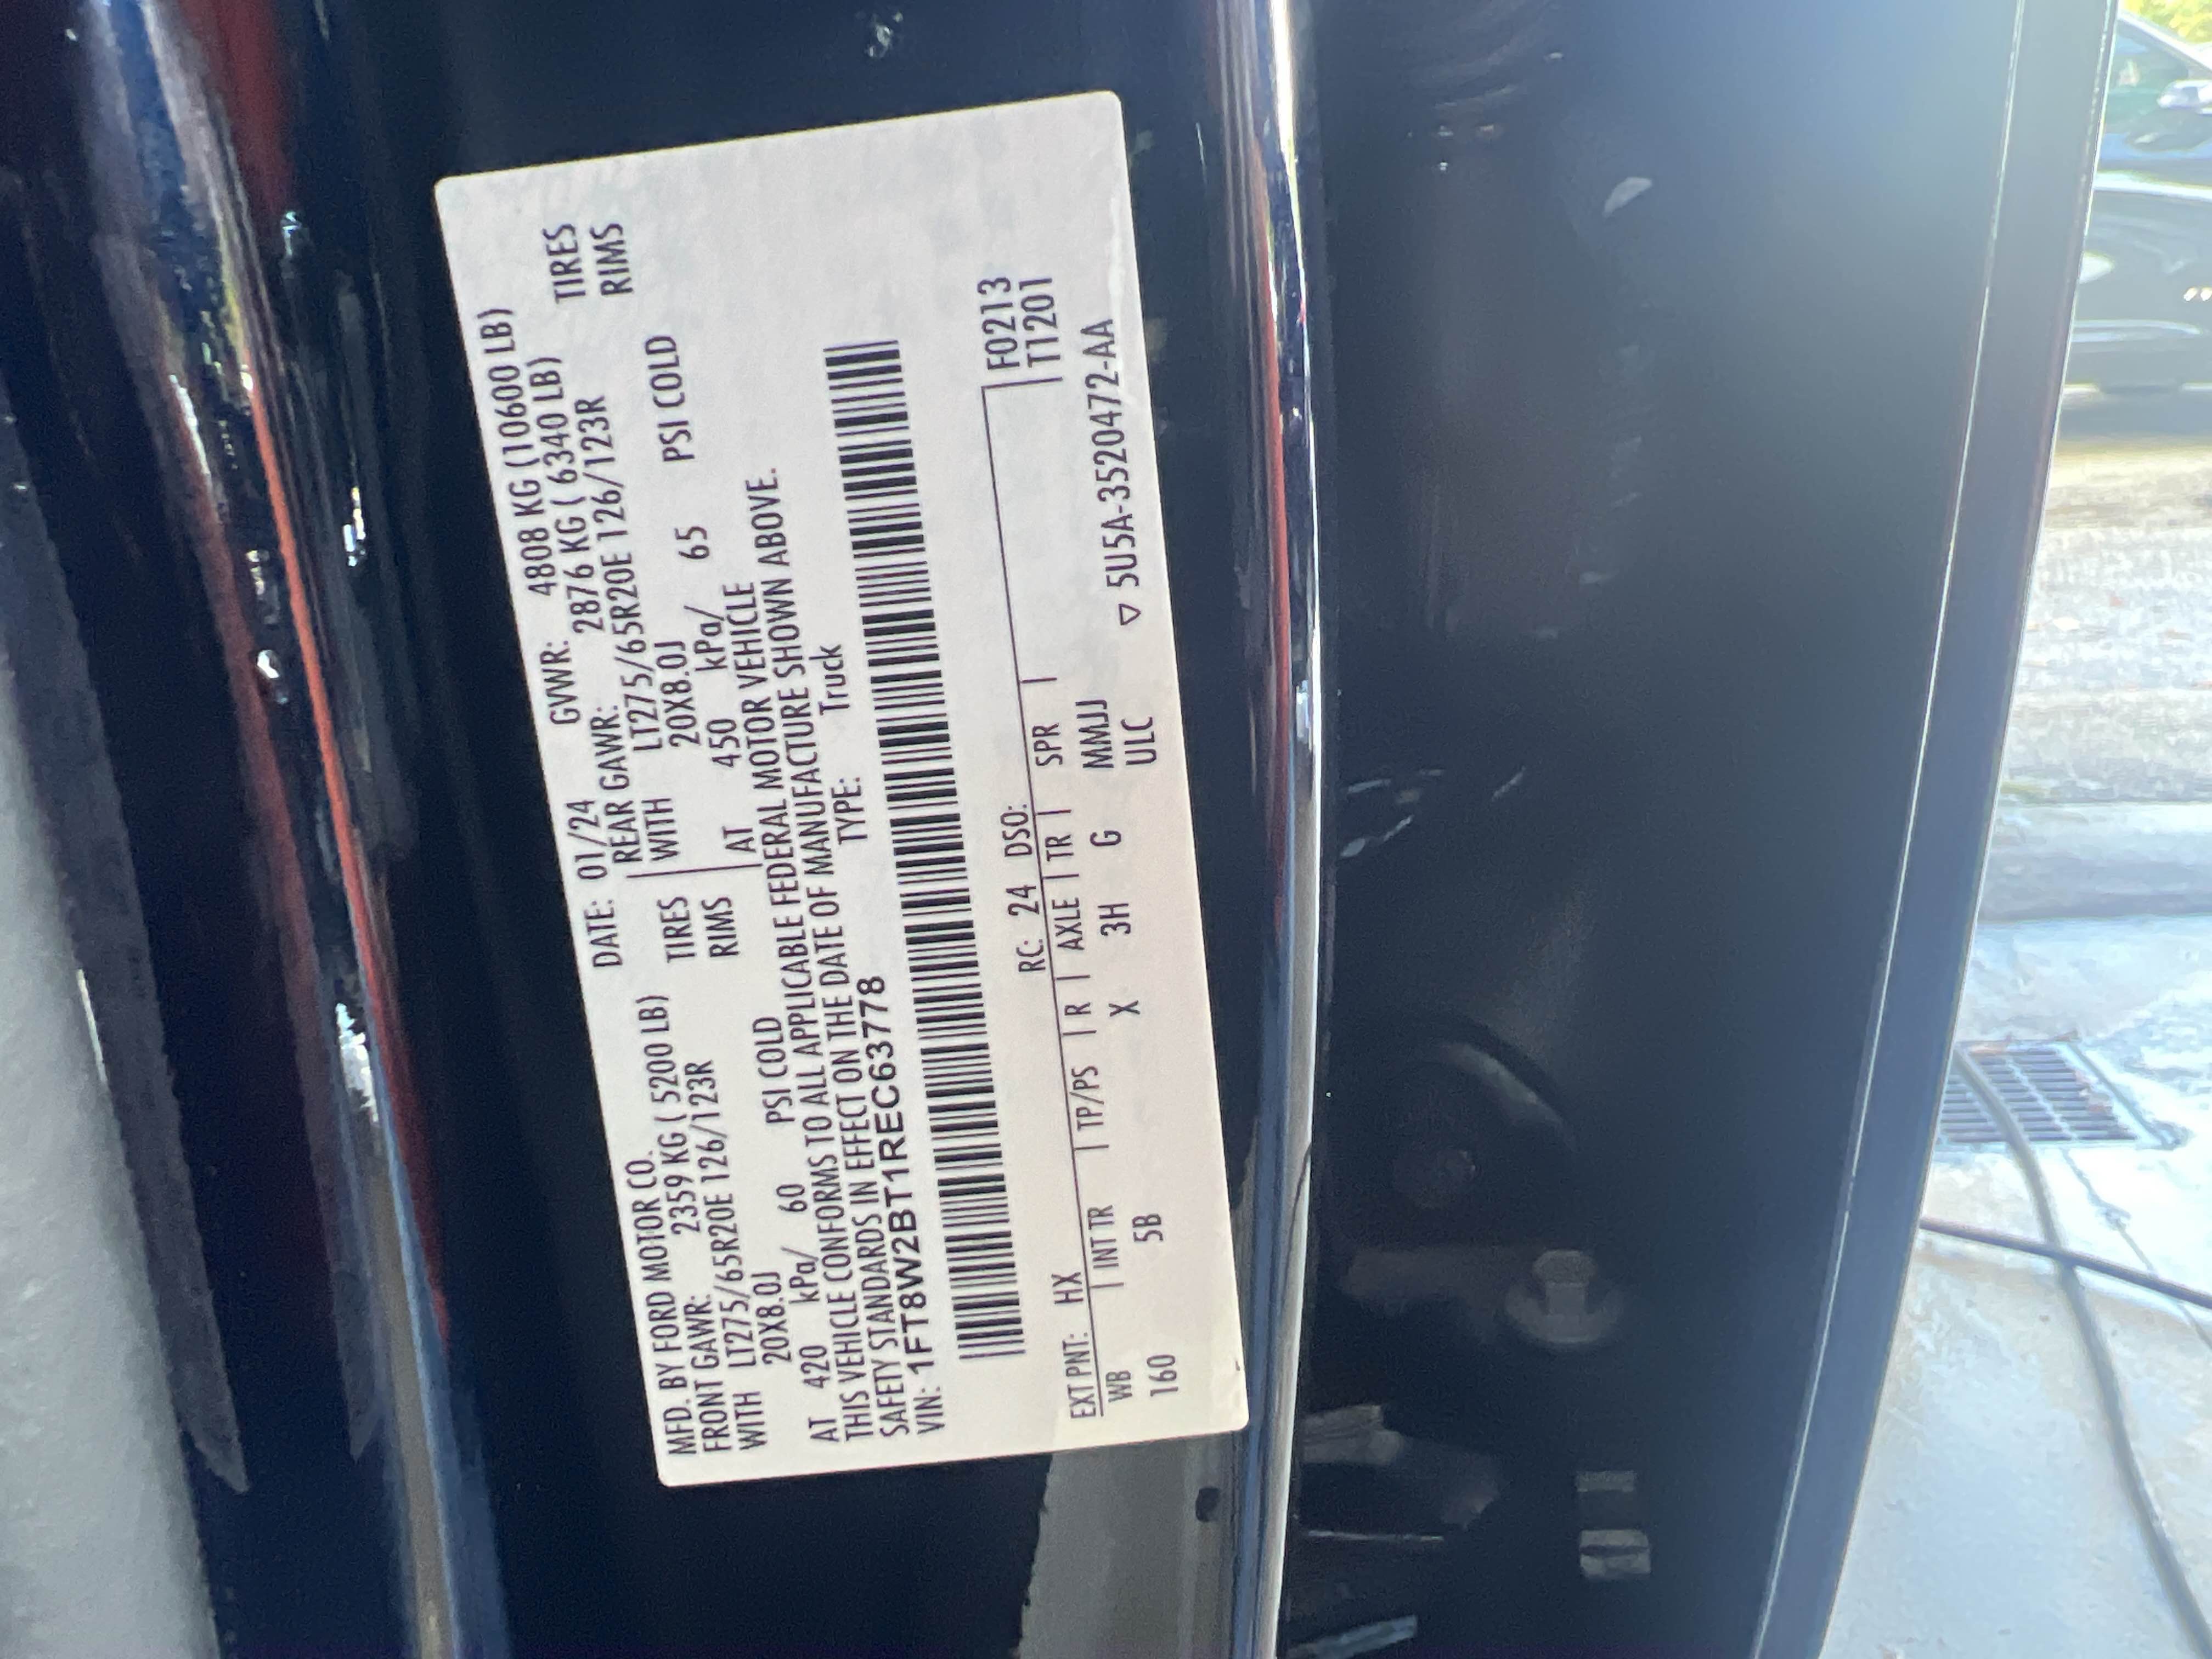 MFD. BY FORD MOTOR CO. DATE: 01/24 GVWR: 4808 KG (10600 LB)
FRONT GAWR: 2359 KG ( 5200 LB) REAR GAWR: 2876 KG ( 6340 LB)
WITH LT275/65R20E 126/123R TIRES WITH LT275/65R20E 126/123R TIRES
20X8.0J RIMS 20X8.0J RIMS
AT 420 kPa/ 60 PSI COLD AT 450 kPa/ 65 PSI COLD
THIS VEHICLE CONFORMS TO ALL APPLICABLE FEDERAL MOTOR VEHICLE
SAFETY STANDARDS IN EFFECT ON THE DATE OF MANUFACTURE SHOWN ABOVE.
VIN: 1FT8W2BT1REC63778 TYPE: Truck
EXT PNT: HX RC: 24 DSO: F0213
WB | INT TR | TP/PS | R | AXLE | TR | SPR | T1201
160 5B X 3H G MMJJ
ULC ▽ 5U5A-3520472-AA